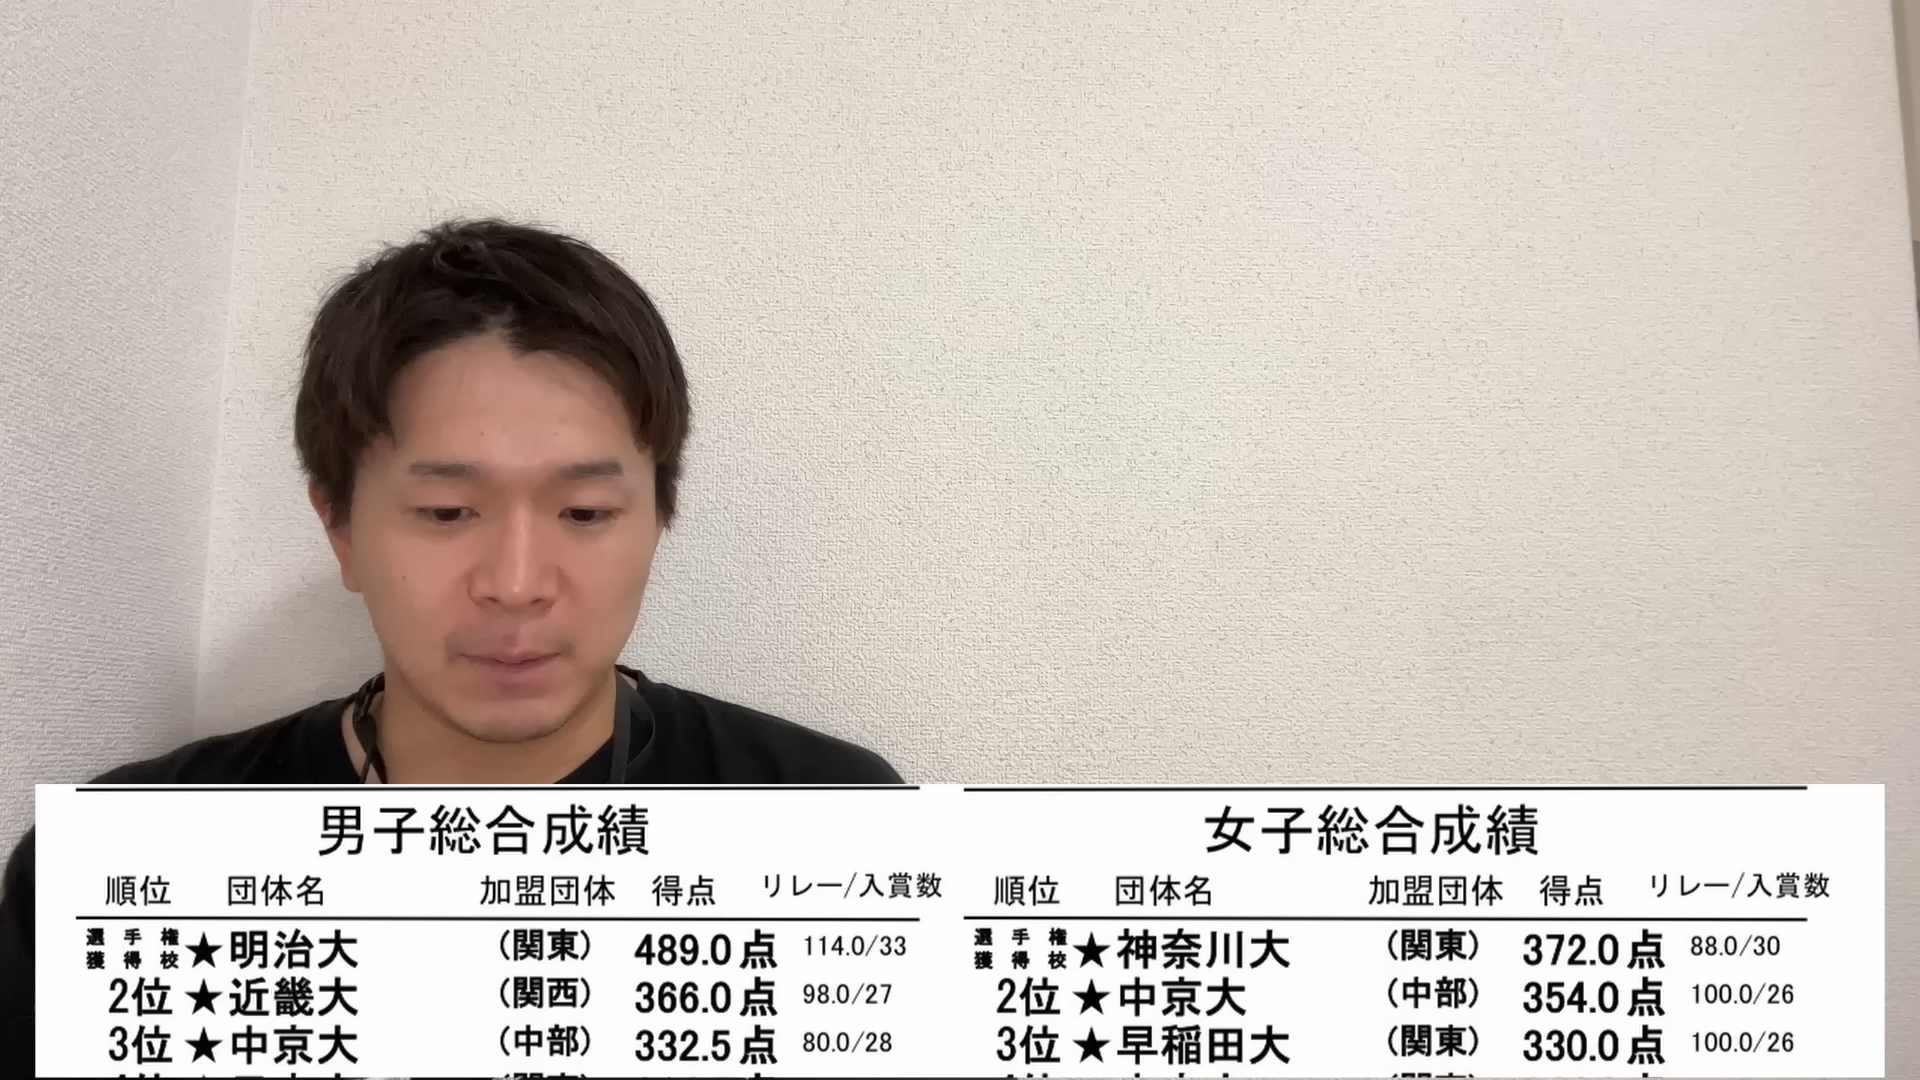 男子総合成績
順位 団体名 加盟団体 得点 リレー/入賞数
選手権獲得校 ★明治大 (関東) 489.0点 114.0/33
2位 ★近畿大 (関西) 366.0点 98.0/27
3位 ★中京大 (中部) 332.5点 80.0/28
女子総合成績
順位 団体名 加盟団体 得点 リレー/入賞数
選手権獲得校 ★神奈川大 (関東) 372.0点 88.0/30
2位 ★中京大 (中部) 354.0点 100.0/26
3位 ★早稲田大 (関東) 330.0点 100.0/26